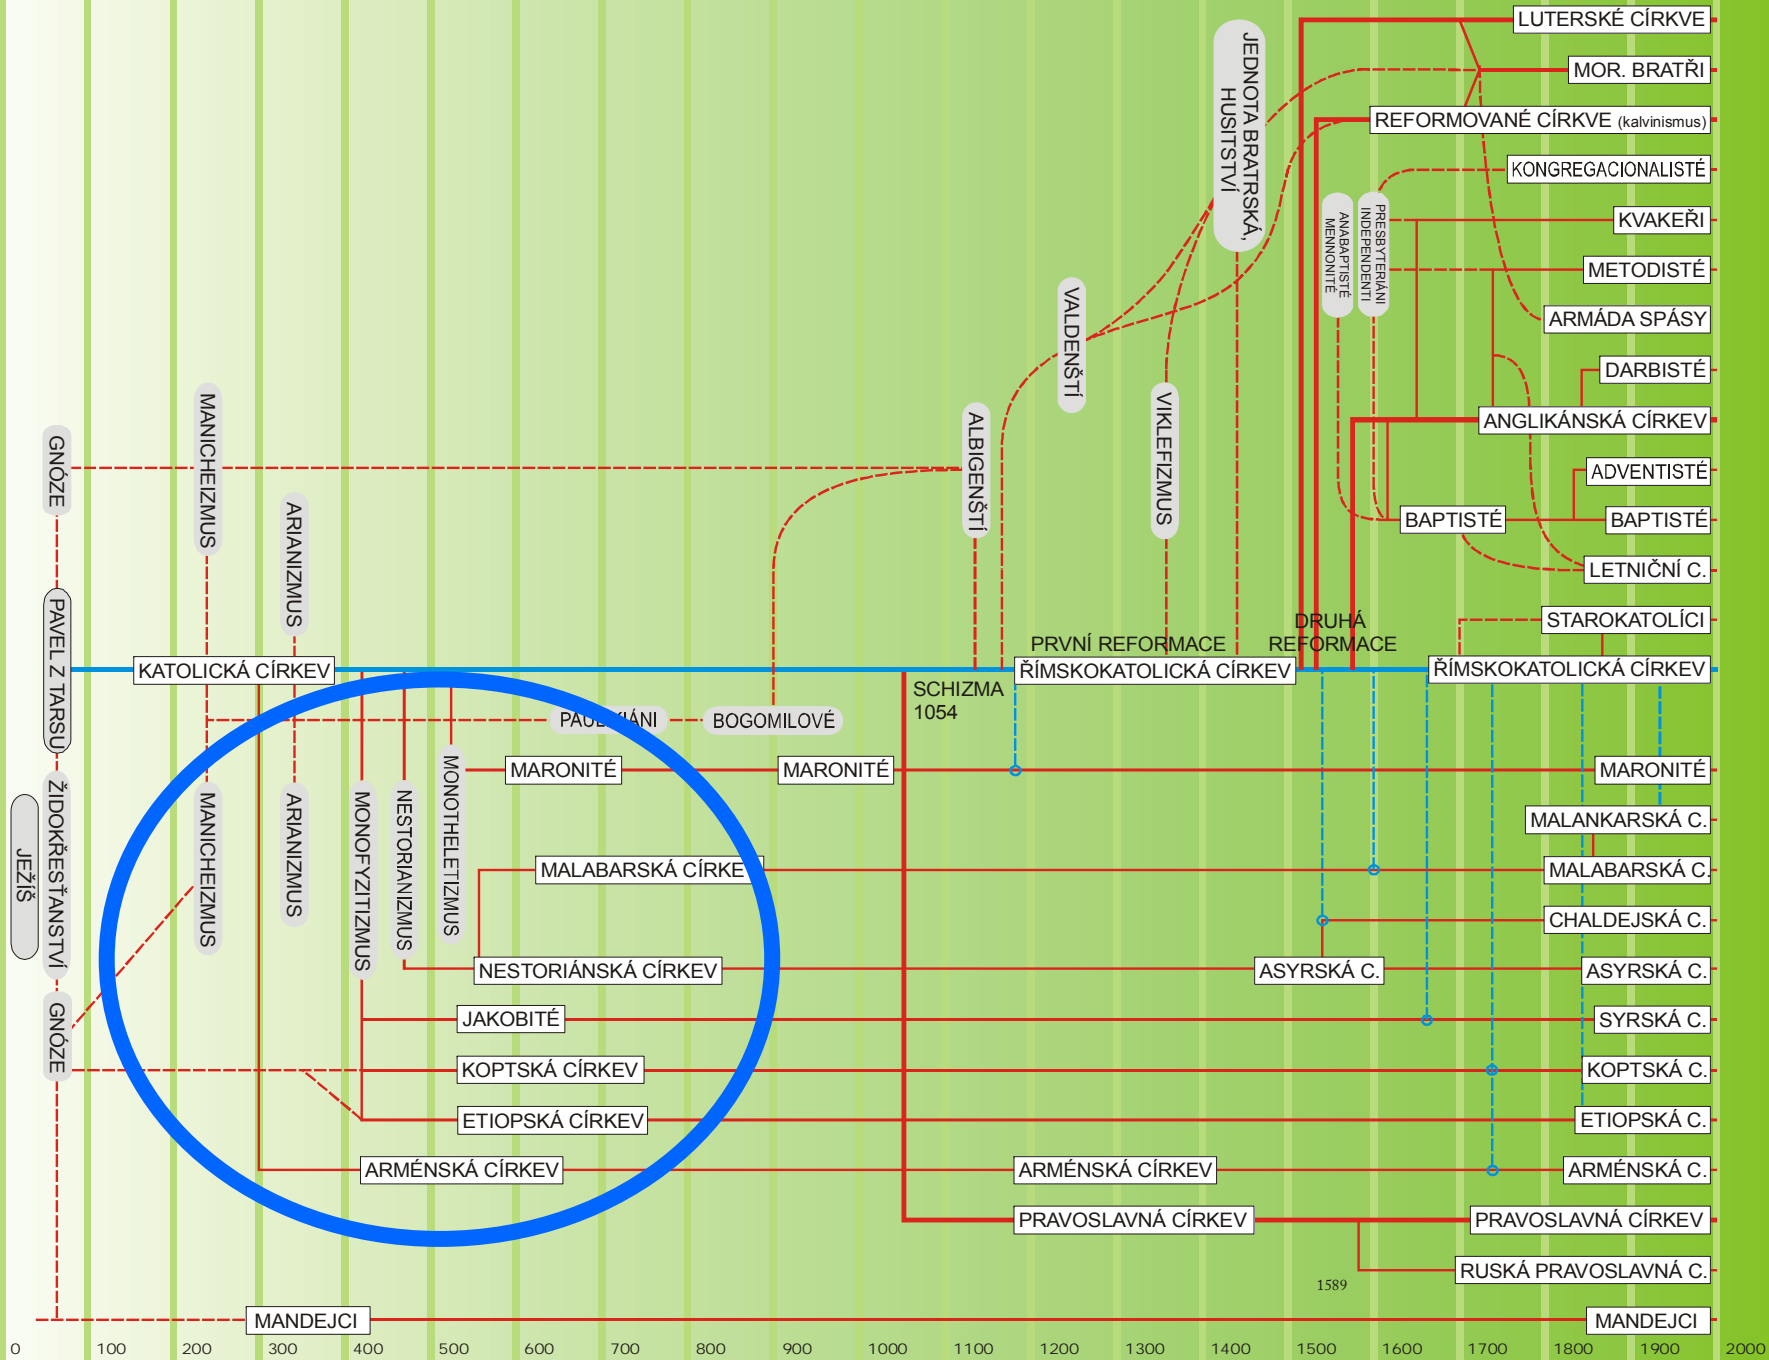 LUTERSKÉ CÍRKVE
MOR. BRATŘI
REFORMOVANÉ CÍRKVE (kalvinismus)
KONGREGACIONALISTÉ
KVAKEŘI
METODISTÉ
ARMÁDA SPÁSY
DARBISTÉ
ANGLIKÁNSKÁ CÍRKEV
ADVENTISTÉ
BAPTISTÉ
BAPTISTÉ
LETNIČNÍ C.
STAROKATOLÍCI
JEDNOTA BRATRSKÁ,
HUSITSTVÍ
ANABAPTISTÉ
MENNONITÉ
PRESBYTERIÁNI
INDEPENDENTI
VALDENŠTÍ
VIKLEFIZMUS
ALBIGENŠTÍ
MANICHEIZMUS
ARIANIZMUS
GNÓZE
PAVEL Z TARSU
ŽIDOKŘESŤANSTVÍ
JEŽÍŠ
GNÓZE
PRVNÍ REFORMACE
DRUHÁ
REFORMACE
KATOLICKÁ CÍRKEV
ŘÍMSKOKATOLICKÁ CÍRKEV
ŘÍMSKOKATOLICKÁ CÍRKEV
SCHIZMA
1054
BOGOMILOVÉ
MANICHEIZMUS
ARIANIZMUS
MONOFYZITIZMUS
NESTORIANIZMUS
MONOTHELETIZMUS
MARONITÉ
MARONITÉ
MARONITÉ
MALANKARSKÁ C.
MALABARSKÁ CÍRKE
MALABARSKÁ C.
CHALDEJSKÁ C.
NESTORIÁNSKÁ CÍRKEV
ASYRSKÁ C.
ASYRSKÁ C.
JAKOBITÉ
SYRSKÁ C.
KOPTSKÁ CÍRKEV
KOPTSKÁ C.
ETIOPSKÁ CÍRKEV
ETIOPSKÁ C.
ARMÉNSKÁ CÍRKEV
ARMÉNSKÁ CÍRKEV
ARMÉNSKÁ C.
PRAVOSLAVNÁ CÍRKEV
PRAVOSLAVNÁ CÍRKEV
RUSKÁ PRAVOSLAVNÁ C.
1589
MANDEJCI
MANDEJCI
0 100 200 300 400 500 600 700 800 900 1000 1100 1200 1300 1400 1500 1600 1700 1800 1900 2000